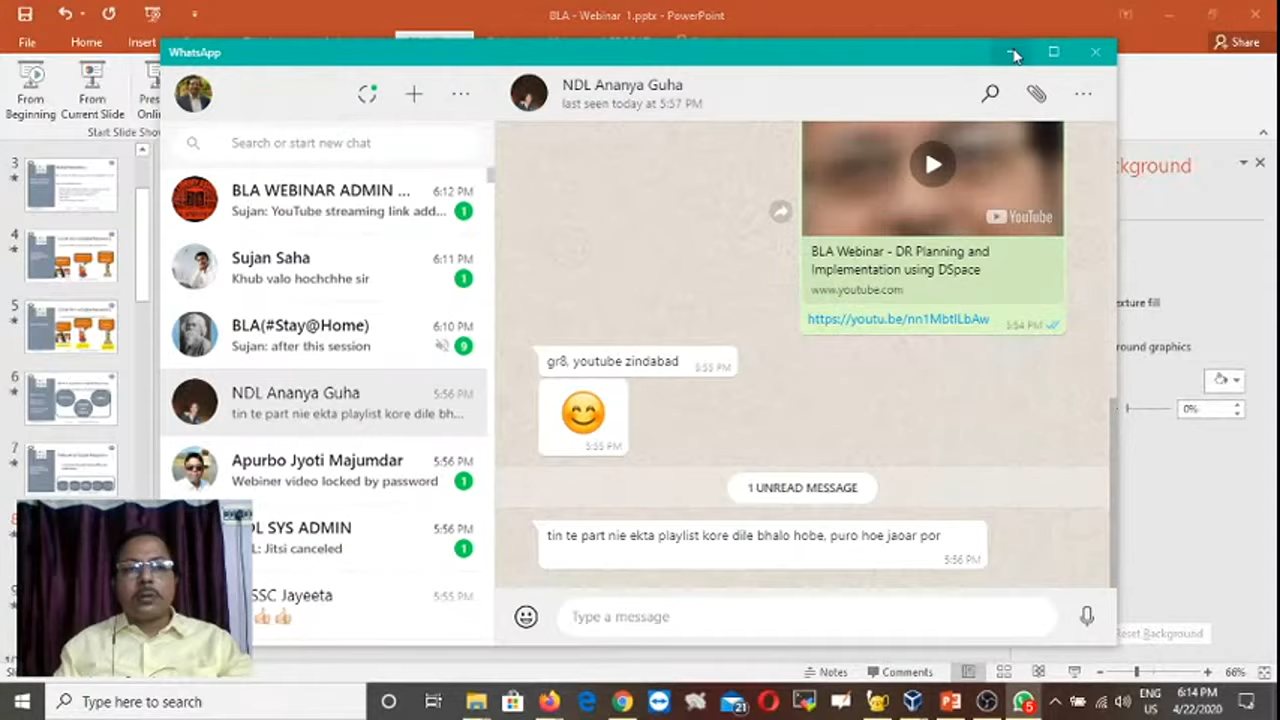 BLA - Webinar 1.pptx - PowerPoint
File Home Insert
Share
From Beginning
From Current Slide
Start Slide
WhatsApp
Search or start new chat
BLA WEBINAR ADMIN ... 6:12 PM
Sujan: YouTube streaming link add... 1
Sujan Saha 6:11 PM
Khub valo hochchhe sir 1
BLA(#Stay@Home) 6:10 PM
Sujan: after this session 9
NDL Ananya Guha 5:56 PM
tin te part nie ekta playlist kore dile bh...
Apurbo Jyoti Majumdar 5:56 PM
Webiner video locked by password 1
SYS ADMIN 5:56 PM
: Jitsi canceled 1
SSC Jayeeta 5:55 PM
NDL Ananya Guha
last seen today at 5:57 PM
YouTube
BLA Webinar - DR Planning and
Implementation using DSpace
www.youtube.com
https://youtu.be/nn1MbtILbAw 5:54 PM
gr8, youtube zindabad 5:55 PM
5:55 PM
1 UNREAD MESSAGE
tin te part nie ekta playlist kore dile bhalo hobe, puro hoe jaoar por
5:56 PM
Type a message
3
4
5
6
7
kground
exture fill
round graphics
0%
Reset Background
Notes Comments 66%
Type here to search
21
5
ENG
US
6:14 PM
4/22/2020